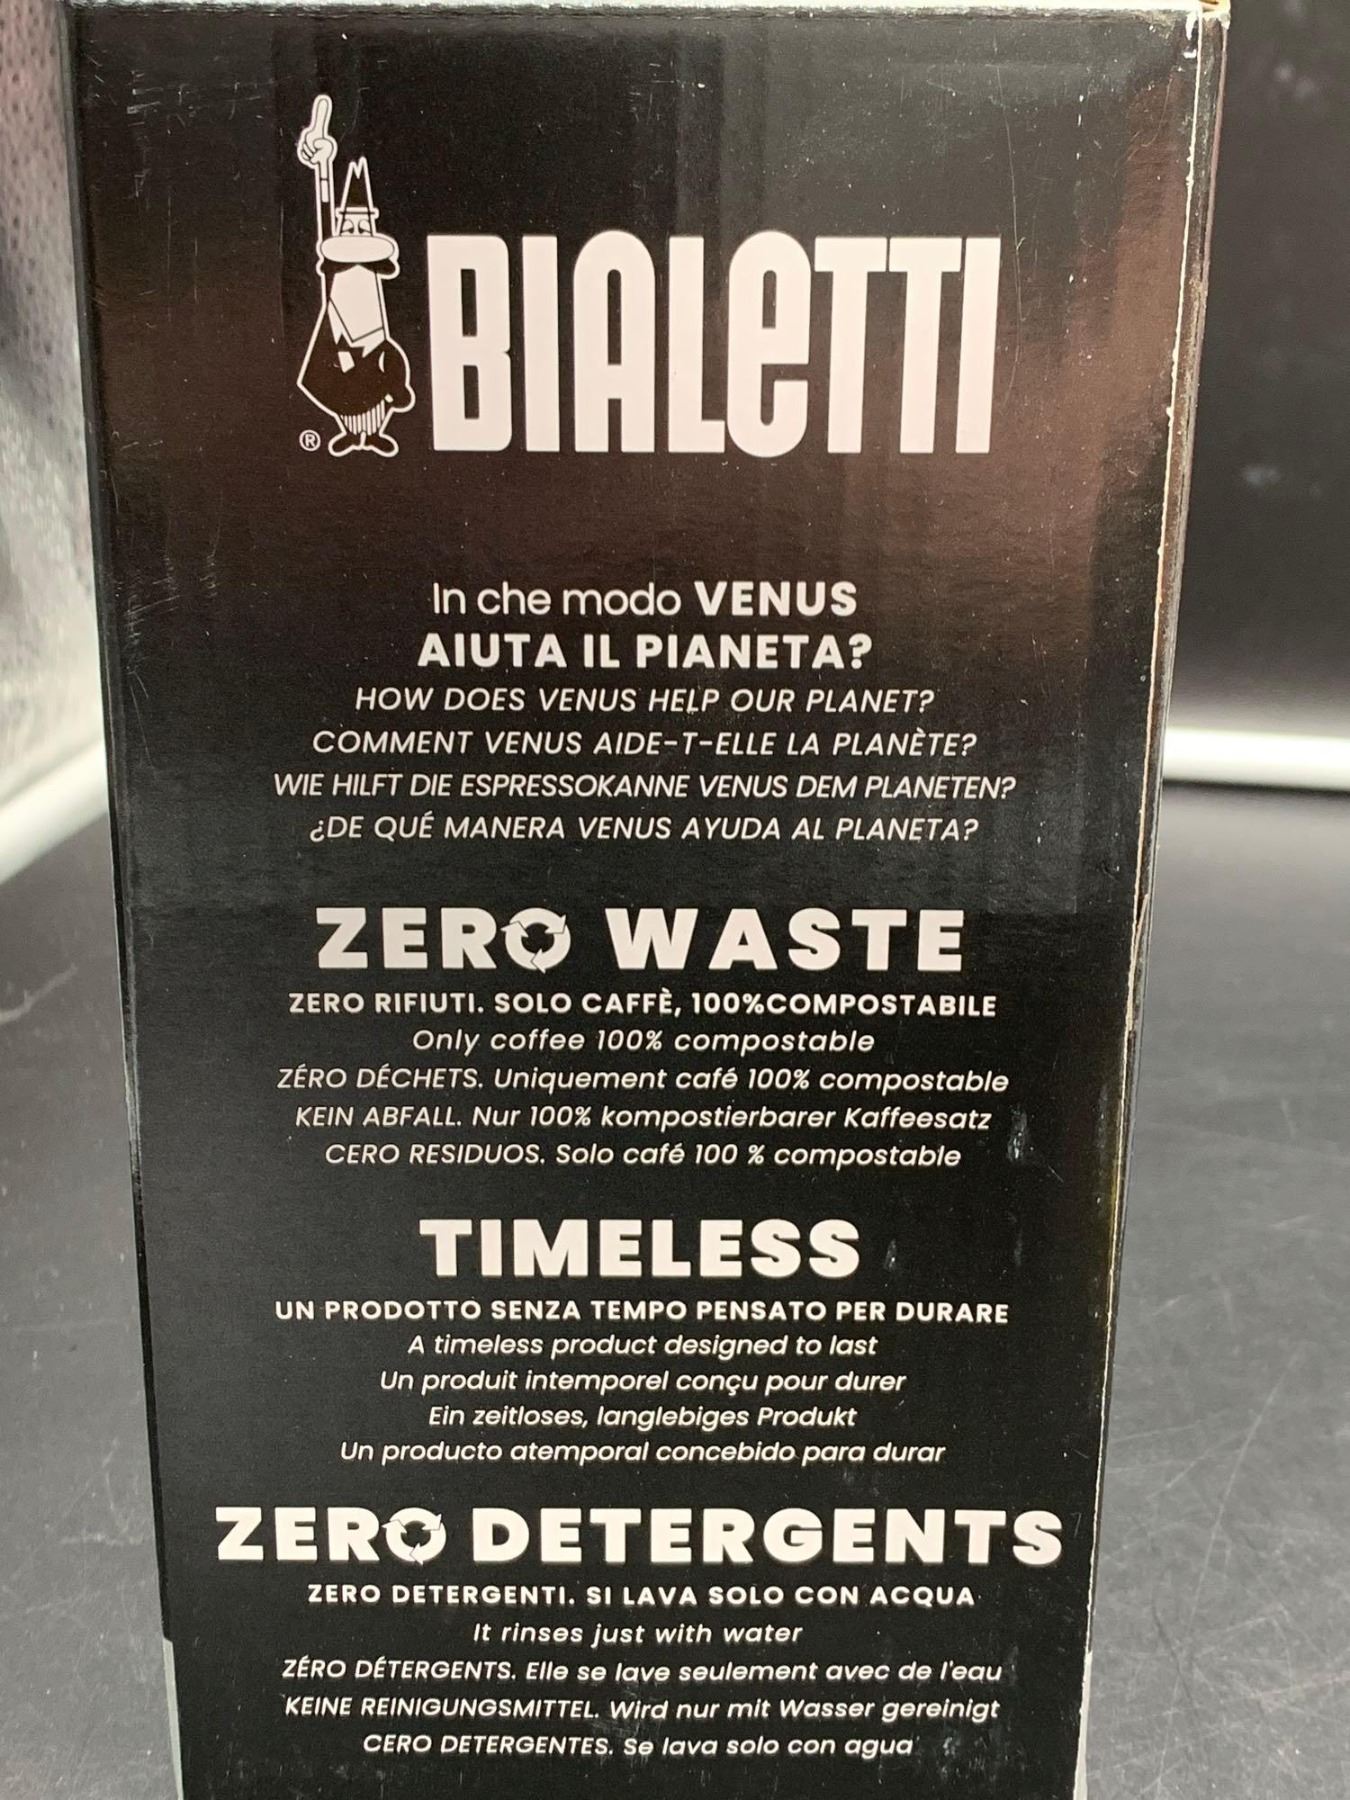 BIALETTI
®
In che modo VENUS
AIUTA IL PIANETA?
HOW DOES VENUS HELP OUR PLANET?
COMMENT VENUS AIDE-T-ELLE LA PLANÈTE?
WIE HILFT DIE ESPRESSOKANNE VENUS DEM PLANETEN?
¿DE QUÉ MANERA VENUS AYUDA AL PLANETA?
ZERO WASTE
ZERO RIFIUTI. SOLO CAFFÈ, 100%COMPOSTABILE
Only coffee 100% compostable
ZÉRO DÉCHETS. Uniquement café 100% compostable
KEIN ABFALL. Nur 100% kompostierbarer Kaffeesatz
CERO RESIDUOS. Solo café 100 % compostable
TIMELESS
UN PRODOTTO SENZA TEMPO PENSATO PER DURARE
A timeless product designed to last
Un produit intemporel conçu pour durer
Ein zeitloses, langlebiges Produkt
Un producto atemporal concebido para durar
ZERO DETERGENTS
ZERO DETERGENTI. SI LAVA SOLO CON ACQUA
It rinses just with water
ZÉRO DÉTERGENTS. Elle se lave seulement avec de l'eau
KEINE REINIGUNGSMITTEL. Wird nur mit Wasser gereinigt
CERO DETERGENTES. Se lava solo con agua